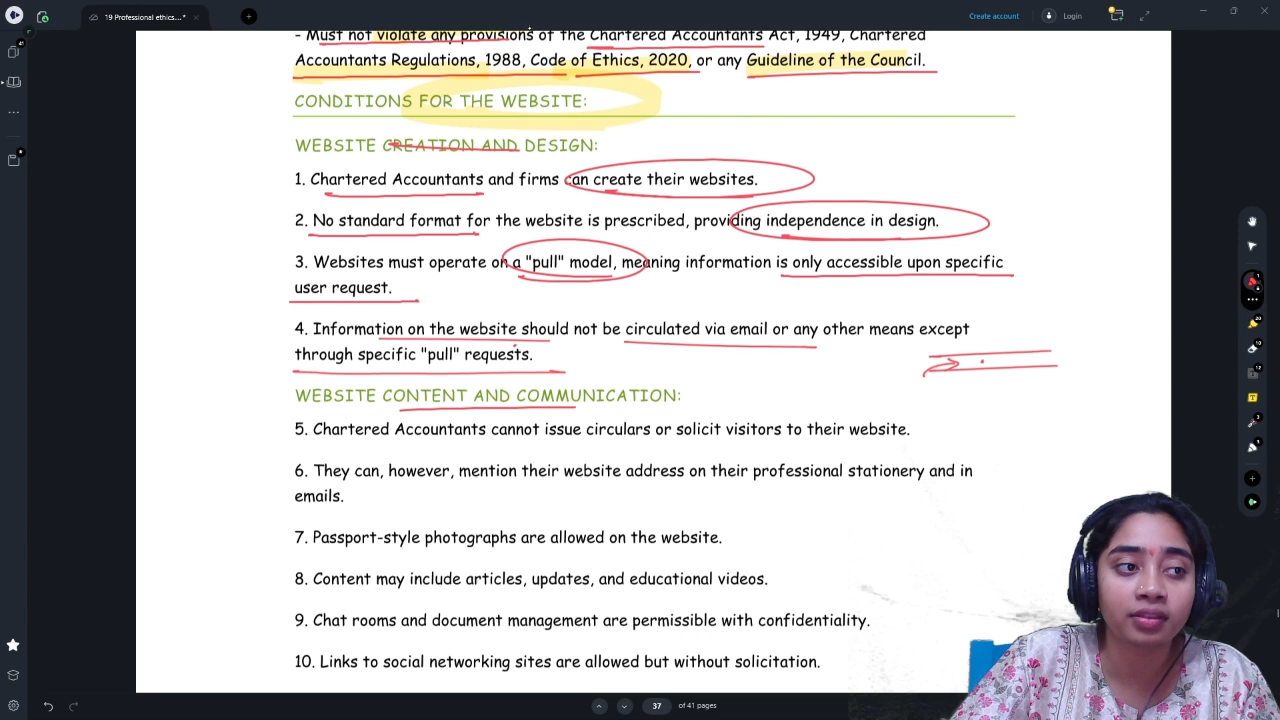 19 Professional ethics....*
Create account
Login
- Must not violate any provisions of the Chartered Accountants Act, 1949, Chartered
Accountants Regulations, 1988, Code of Ethics, 2020, or any Guideline of the Council.
CONDITIONS FOR THE WEBSITE:
WEBSITE CREATION AND DESIGN:
1. Chartered Accountants and firms can create their websites.
2. No standard format for the website is prescribed, providing independence in design.
3. Websites must operate on a "pull" model, meaning information is only accessible upon specific
user request.
4. Information on the website should not be circulated via email or any other means except
through specific "pull" requests.
WEBSITE CONTENT AND COMMUNICATION:
5. Chartered Accountants cannot issue circulars or solicit visitors to their website.
6. They can, however, mention their website address on their professional stationery and in
emails.
7. Passport-style photographs are allowed on the website.
8. Content may include articles, updates, and educational videos.
9. Chat rooms and document management are permissible with confidentiality.
10. Links to social networking sites are allowed but without solicitation.
37 of 41 pages